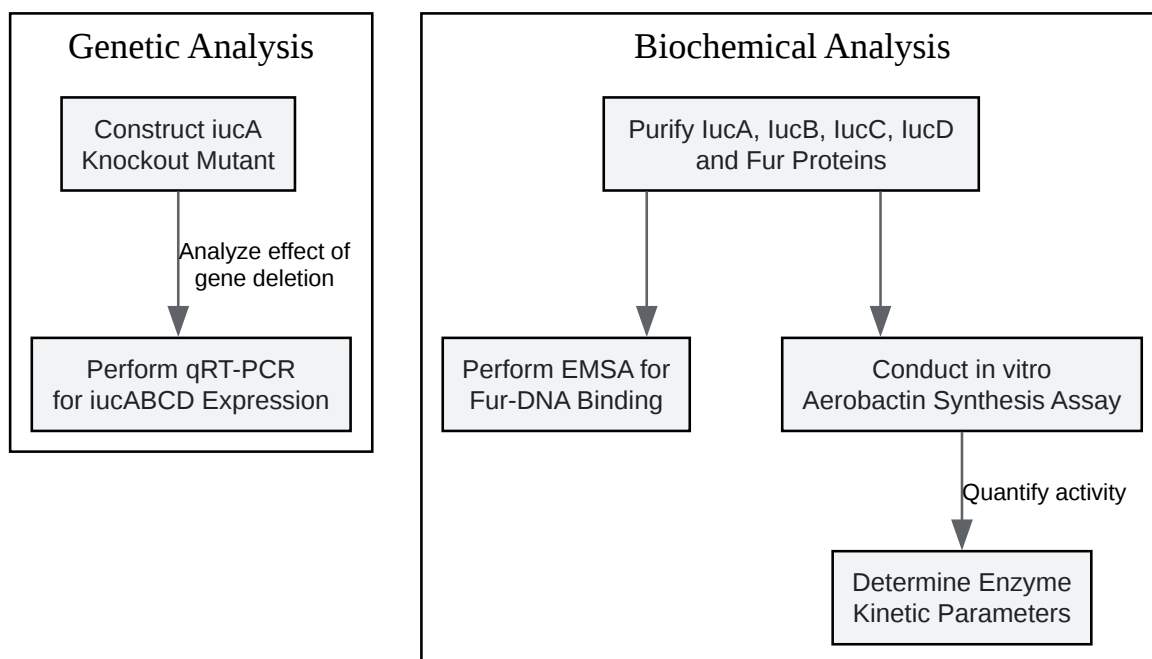 Genetic Analysis
Construct iucA
Knockout Mutant
Analyze effect of
gene deletion
Perform qRT-PCR
for iucABCD Expression
Biochemical Analysis
Purify IucA, IucB, IucC, IucD
and Fur Proteins
Perform EMSA for
Fur-DNA Binding
Conduct in vitro
Aerobactin Synthesis Assay
Quantify activity
Determine Enzyme
Kinetic Parameters